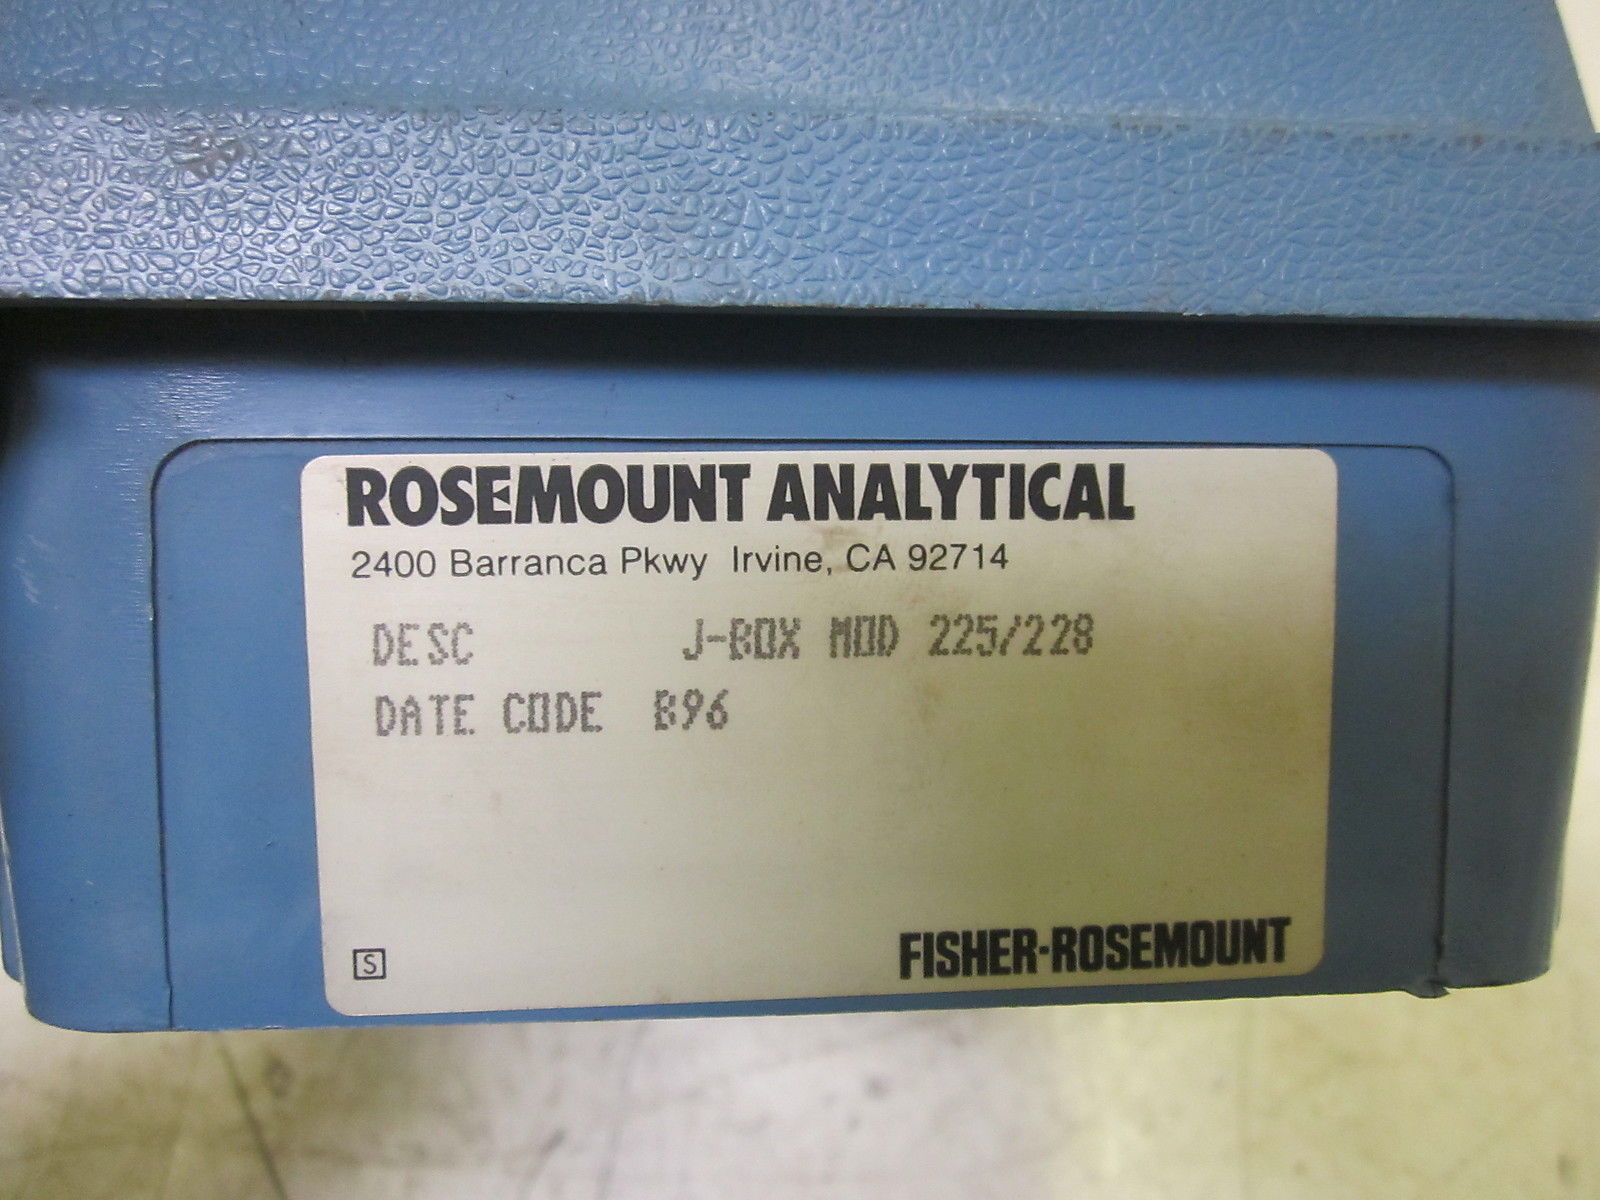 ROSEMOUNT ANALYTICAL
2400 Barranca Pkwy Irvine, CA 92714
DESC J-BOX MOD 225/228
DATE CODE B96
S FISHER-ROSEMOUNT